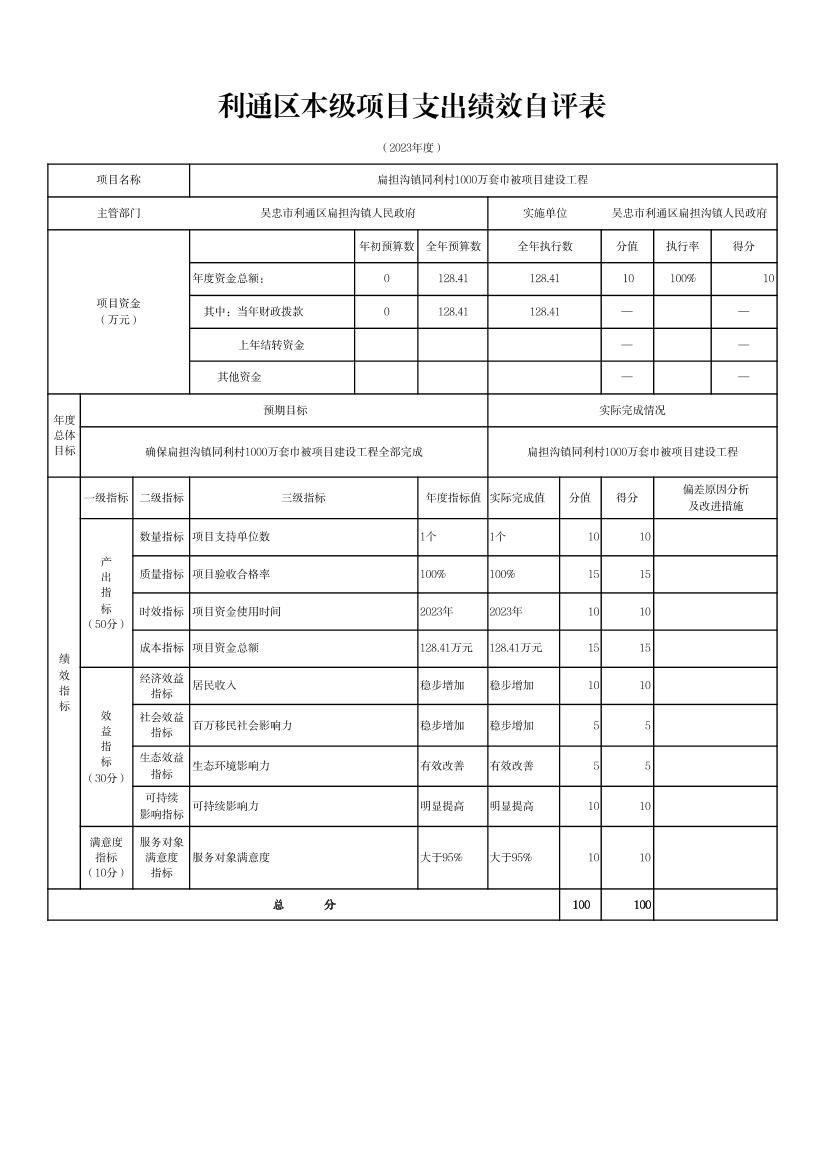 利通区本级项目支出绩效自评表
（2023年度）
项目名称 扁担沟镇同利村1000万套巾被项目建设工程
主管部门 吴忠市利通区扁担沟镇人民政府 实施单位 吴忠市利通区扁担沟镇人民政府
项目资金
（万元）
年初预算数 全年预算数 全年执行数 分值 执行率 得分
年度资金总额： 0 128.41 128.41 10 100% 10
其中：当年财政拨款 0 128.41 128.41 — —
上年结转资金 — —
其他资金 — —
年度
总体
目标
预期目标 实际完成情况
确保扁担沟镇同利村1000万套巾被项目建设工程全部完成 扁担沟镇同利村1000万套巾被项目建设工程
绩
效
指
标
一级指标 二级指标 三级指标 年度指标值 实际完成值 分值 得分 偏差原因分析
及改进措施
产
出
指
标
（50分）
数量指标 项目支持单位数 1个 1个 10 10
质量指标 项目验收合格率 100% 100% 15 15
时效指标 项目资金使用时间 2023年 2023年 10 10
成本指标 项目资金总额 128.41万元 128.41万元 15 15
效
益
指
标
（30分）
经济效益
指标 居民收入 稳步增加 稳步增加 10 10
社会效益
指标 百万移民社会影响力 稳步增加 稳步增加 5 5
生态效益
指标 生态环境影响力 有效改善 有效改善 5 5
可持续
影响指标 可持续影响力 明显提高 明显提高 10 10
满意度
指标
（10分）
服务对象
满意度
指标 服务对象满意度 大于95% 大于95% 10 10
总 分 100 100